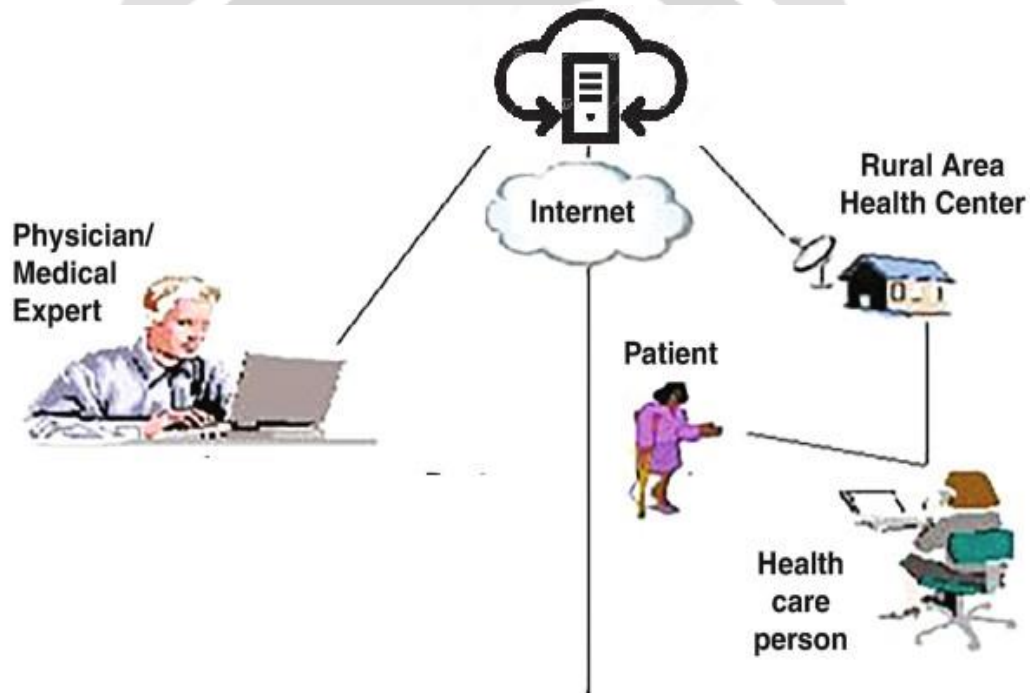 Internet
Rural Area
Health Center
Physician/
Medical
Expert
Patient
Health
care
person